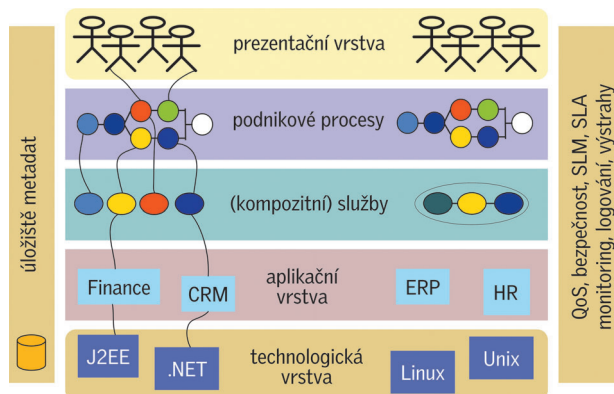 úložiště metadat
prezentační vrstva
podnikové procesy
(kompozitní) služby
Finance
CRM
aplikační
vrstva
ERP
HR
J2EE
.NET
technologická
vrstva
Linux
Unix
QoS, bezpečnost, SLM, SLA
monitoring, logování, výstrahy